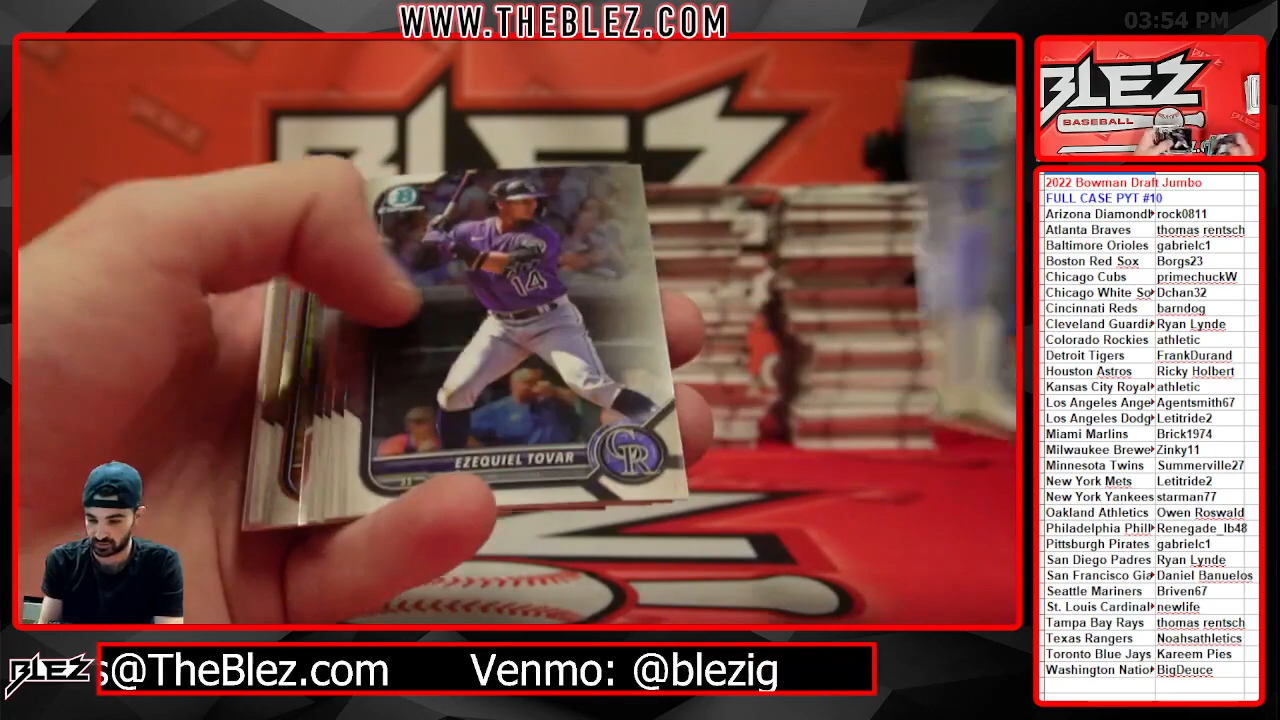 WWW.THEBLEZ.COM
03:54 PM
BLEZ
14
EZEQUIEL TOVAR
CR
BLEZ
BASEBALL
2022 Bowman Draft Jumbo
FULL CASE PYT #10
Arizona Diamondb rock0811
Atlanta Braves thomas rentsch
Baltimore Orioles gabrielc1
Boston Red Sox Borgs23
Chicago Cubs primechuckW
Chicago White So Dchan32
Cincinnati Reds barndog
Cleveland Guardi Ryan Lynde
Colorado Rockies athletic
Detroit Tigers FrankDurand
Houston Astros Ricky Holbert
Kansas City Royal athletic
Los Angeles Ange Agentsmith67
Los Angeles Dodg Letitride2
Miami Marlins Brick1974
Milwaukee Brewe Zinky11
Minnesota Twins Summerville27
New York Mets Letitride2
New York Yankees starman77
Oakland Athletics Owen Roswald
Philadelphia Phill Renegade_lb48
Pittsburgh Pirates gabrielc1
San Diego Padres Ryan Lynde
San Francisco Gia Daniel Banuelos
Seattle Mariners Briven67
St. Louis Cardinal newlife
Tampa Bay Rays thomas rentsch
Texas Rangers Noahsathletics
Toronto Blue Jays Kareem Pies
Washington Natio BigDeuce
BLEZ
s@TheBlez.com Venmo: @blezig